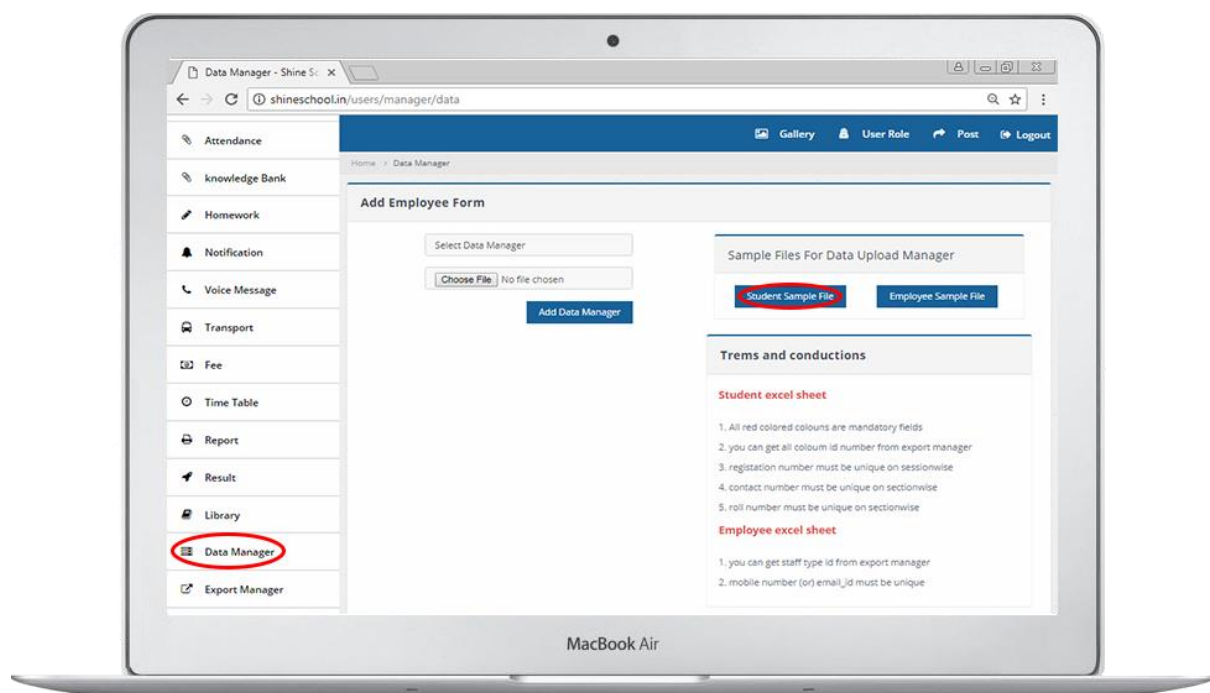 Data Manager - Shine Sc
shineschool.in/users/manager/data
Gallery User Role Post Logout
Home Data Manager
Attendance
knowledge Bank
Homework
Notification
Voice Message
Transport
Fee
Time Table
Report
Result
Library
Data Manager
Export Manager
Add Employee Form
Select Data Manager
Choose File No file chosen
Add Data Manager
Sample Files For Data Upload Manager
Student Sample File Employee Sample File
Trems and conductions
Student excel sheet
1. All red colored colouns are mandatory fields
2. you can get all coloum id number from export manager
3. registation number must be unique on sessionwise
4. contact number must be unique on sectionwise
5. roll number must be unique on sectionwise
Employee excel sheet
1. you can get staff type id from export manager
2. mobile number (or) email_id must be unique
MacBook Air